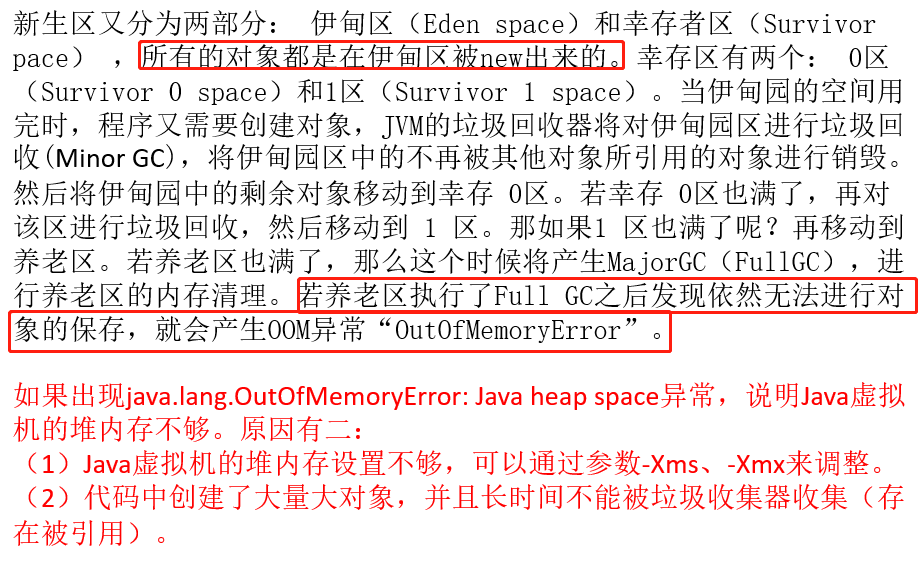 新生区又分为两部分： 伊甸区（Eden space）和幸存者区（Survivor
pace） ，所有的对象都是在伊甸区被new出来的。幸存区有两个： 0区
（Survivor 0 space）和1区（Survivor 1 space）。当伊甸园的空间用
完时，程序又需要创建对象，JVM的垃圾回收器将对伊甸园区进行垃圾回
收(Minor GC)，将伊甸园区中的不再被其他对象所引用的对象进行销毁。
然后将伊甸园中的剩余对象移动到幸存 0区。若幸存 0区也满了，再对
该区进行垃圾回收，然后移动到 1 区。那如果1 区也满了呢？再移动到
养老区。若养老区也满了，那么这个时候将产生MajorGC（FullGC），进
行养老区的内存清理。若养老区执行了Full GC之后发现依然无法进行对
象的保存，就会产生OOM异常“OutOfMemoryError”。
如果出现java.lang.OutOfMemoryError: Java heap space异常，说明Java虚拟
机的堆内存不够。原因有二：
（1）Java虚拟机的堆内存设置不够，可以通过参数-Xms、-Xmx来调整。
（2）代码中创建了大量大对象，并且长时间不能被垃圾收集器收集（存
在被引用）。